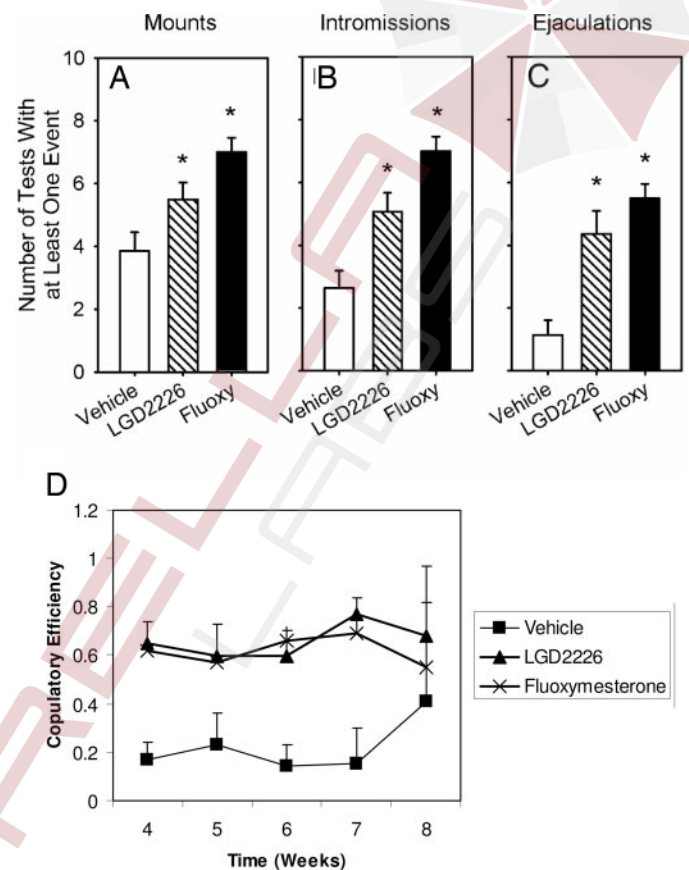 Mounts Intromissions Ejaculations
A B C
Number of Tests With
at Least One Event
10
8
6
4
2
0
* * * * * *
Vehicle LGD2226 Fluoxy Vehicle LGD2226 Fluoxy Vehicle LGD2226 Fluoxy
D
Copulatory Efficiency
1.2
1
0.8
0.6
0.4
0.2
0
4 5 6 7 8
Time (Weeks)
Vehicle
LGD2226
Fluoxymesterone
LABS